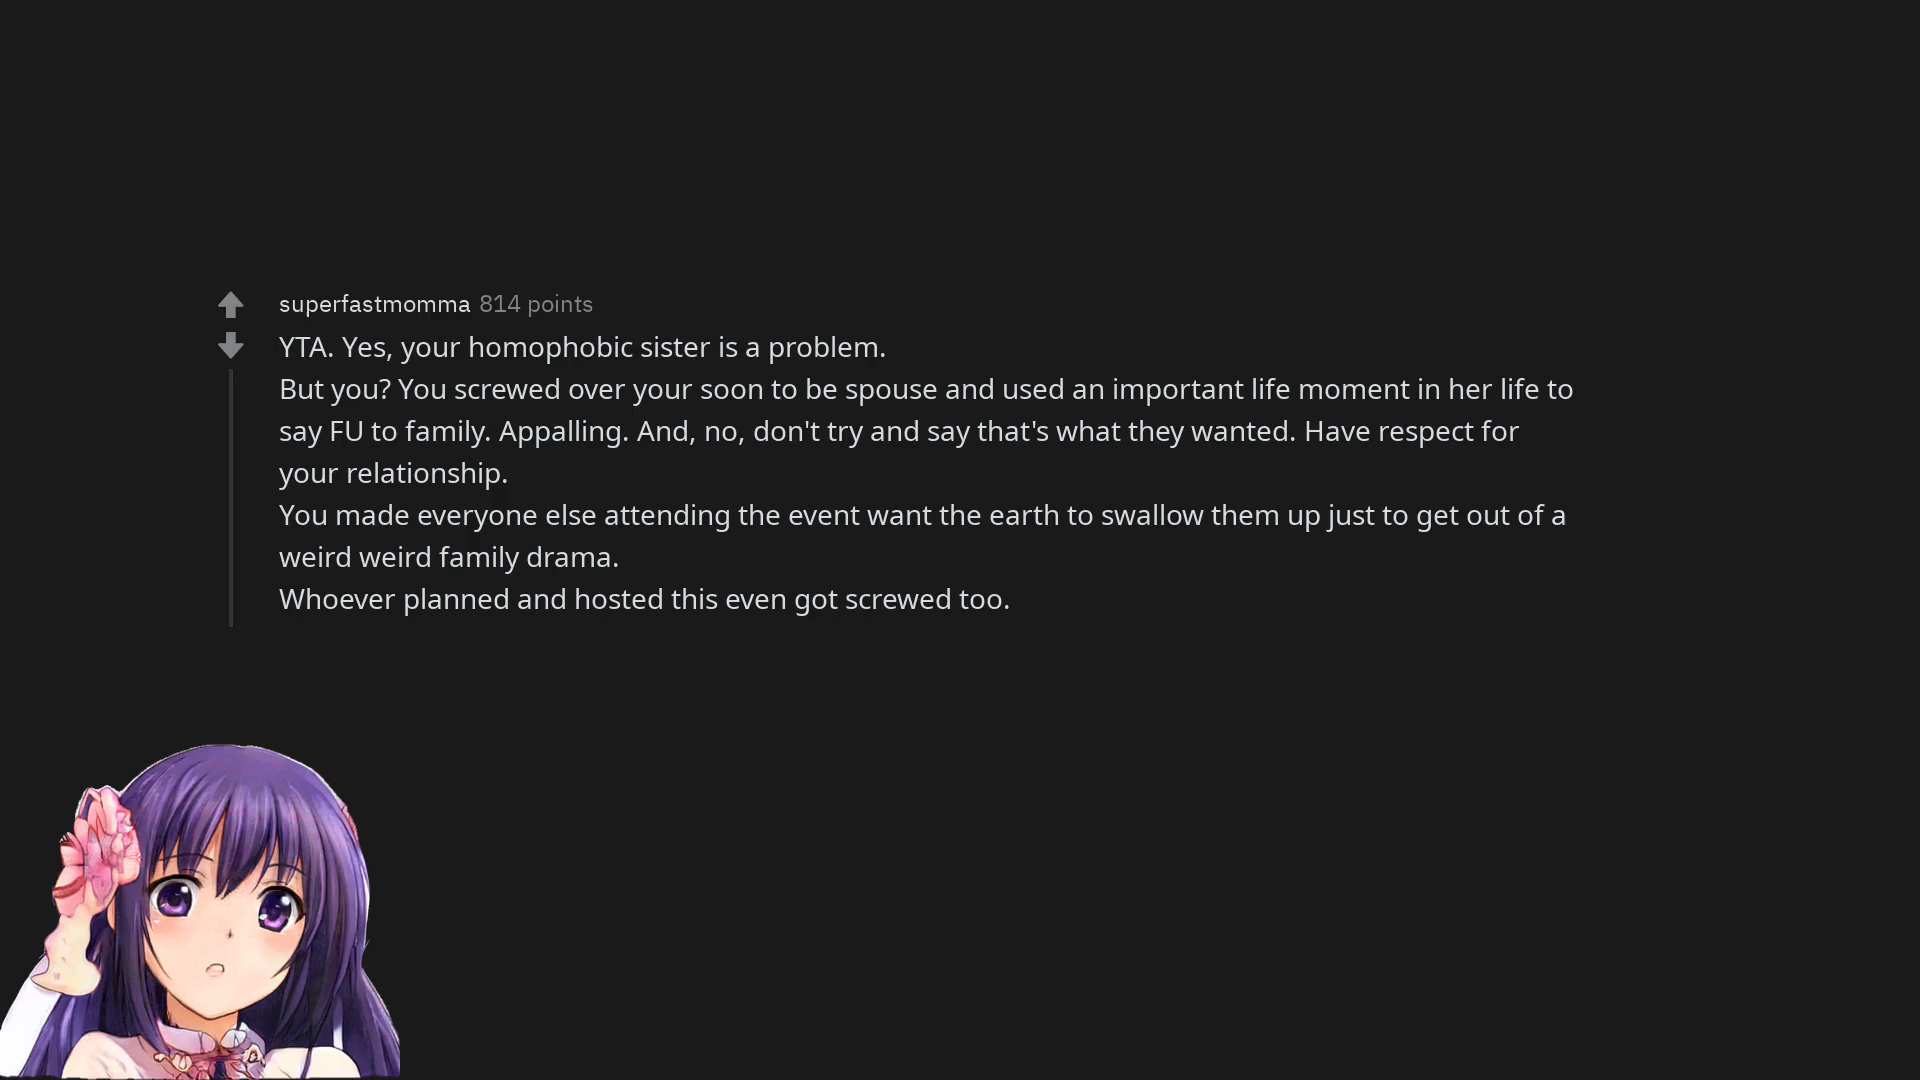 superfastmomma 814 points
YTA. Yes, your homophobic sister is a problem.
But you? You screwed over your soon to be spouse and used an important life moment in her life to
say FU to family. Appalling. And, no, don't try and say that's what they wanted. Have respect for
your relationship.
You made everyone else attending the event want the earth to swallow them up just to get out of a
weird weird family drama.
Whoever planned and hosted this even got screwed too.